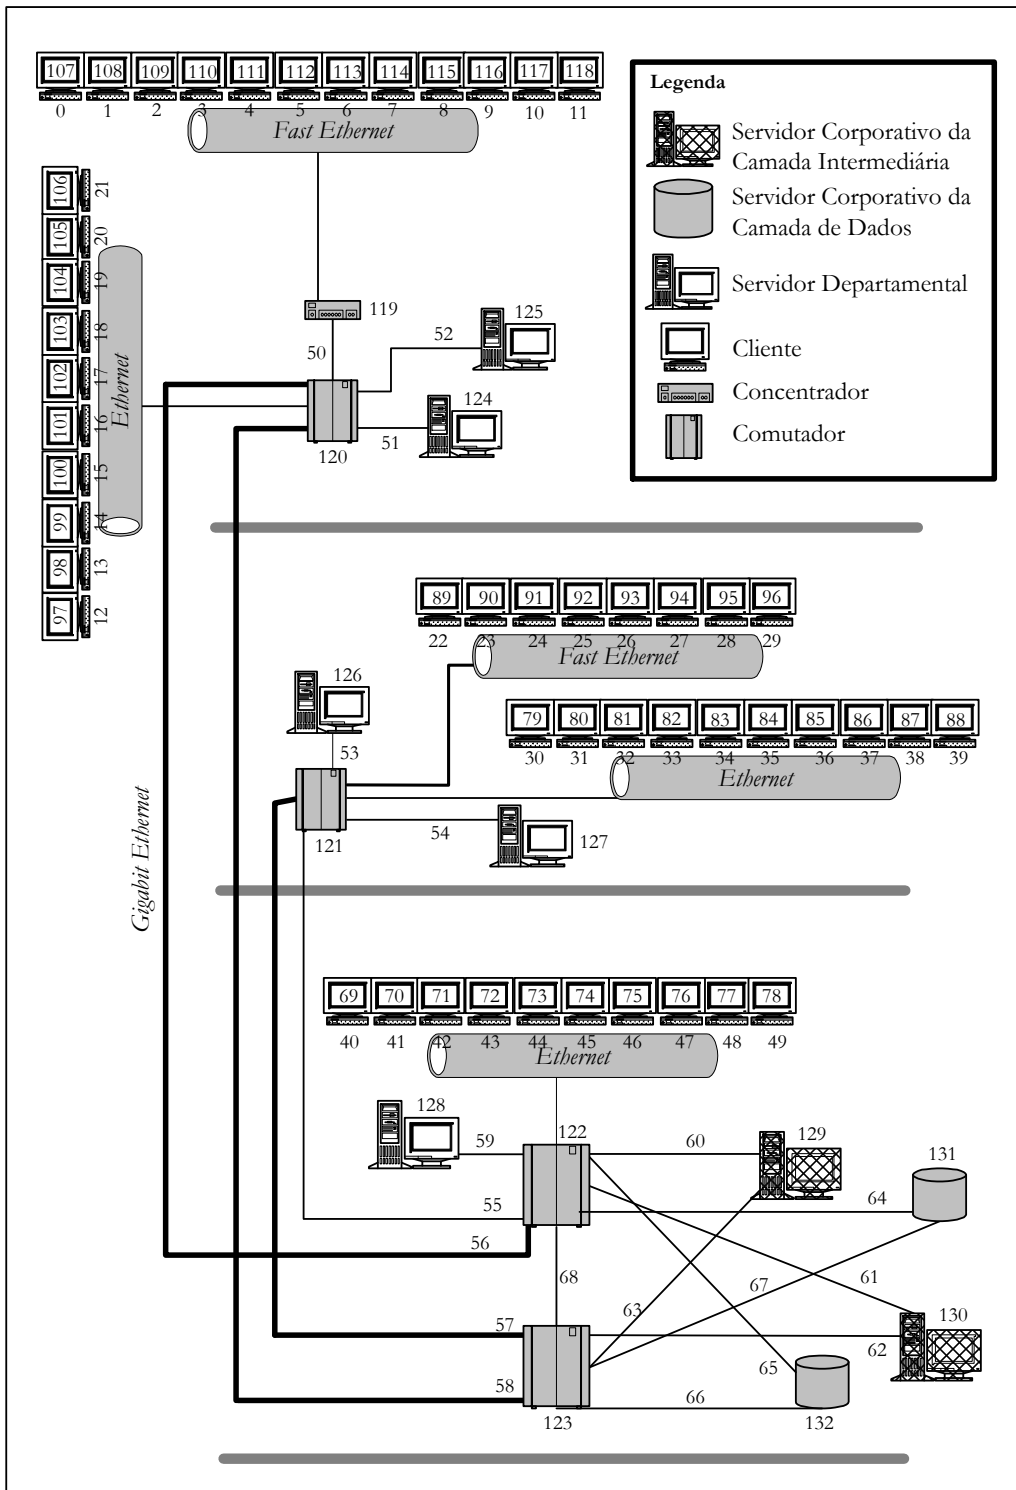 107 108 109 110 111 112 113 114 115 116 117 118
0 1 2 3 4 5 6 7 8 9 10 11
Fast Ethernet
Legenda
Servidor Corporativo da
Camada Intermediária
Servidor Corporativo da
Camada de Dados
Servidor Departamental
Cliente
Concentrador
Comutador
106 21
105 20
104 19
103 18
102 17
101 16
100 15
99 14
98 13
97 12
Ethernet
119
50
52
125
124
51
120
89 90 91 92 93 94 95 96
22 23 24 25 26 27 28 29
Fast Ethernet
126
53
79 80 81 82 83 84 85 86 87 88
30 31 32 33 34 35 36 37 38 39
Ethernet
54
121
127
Gigabit Ethernet
69 70 71 72 73 74 75 76 77 78
40 41 42 43 44 45 46 47 48 49
Ethernet
128
122
129
59
60
131
55
64
56
68
67
61
63
57
130
62
65
58
66
123
132